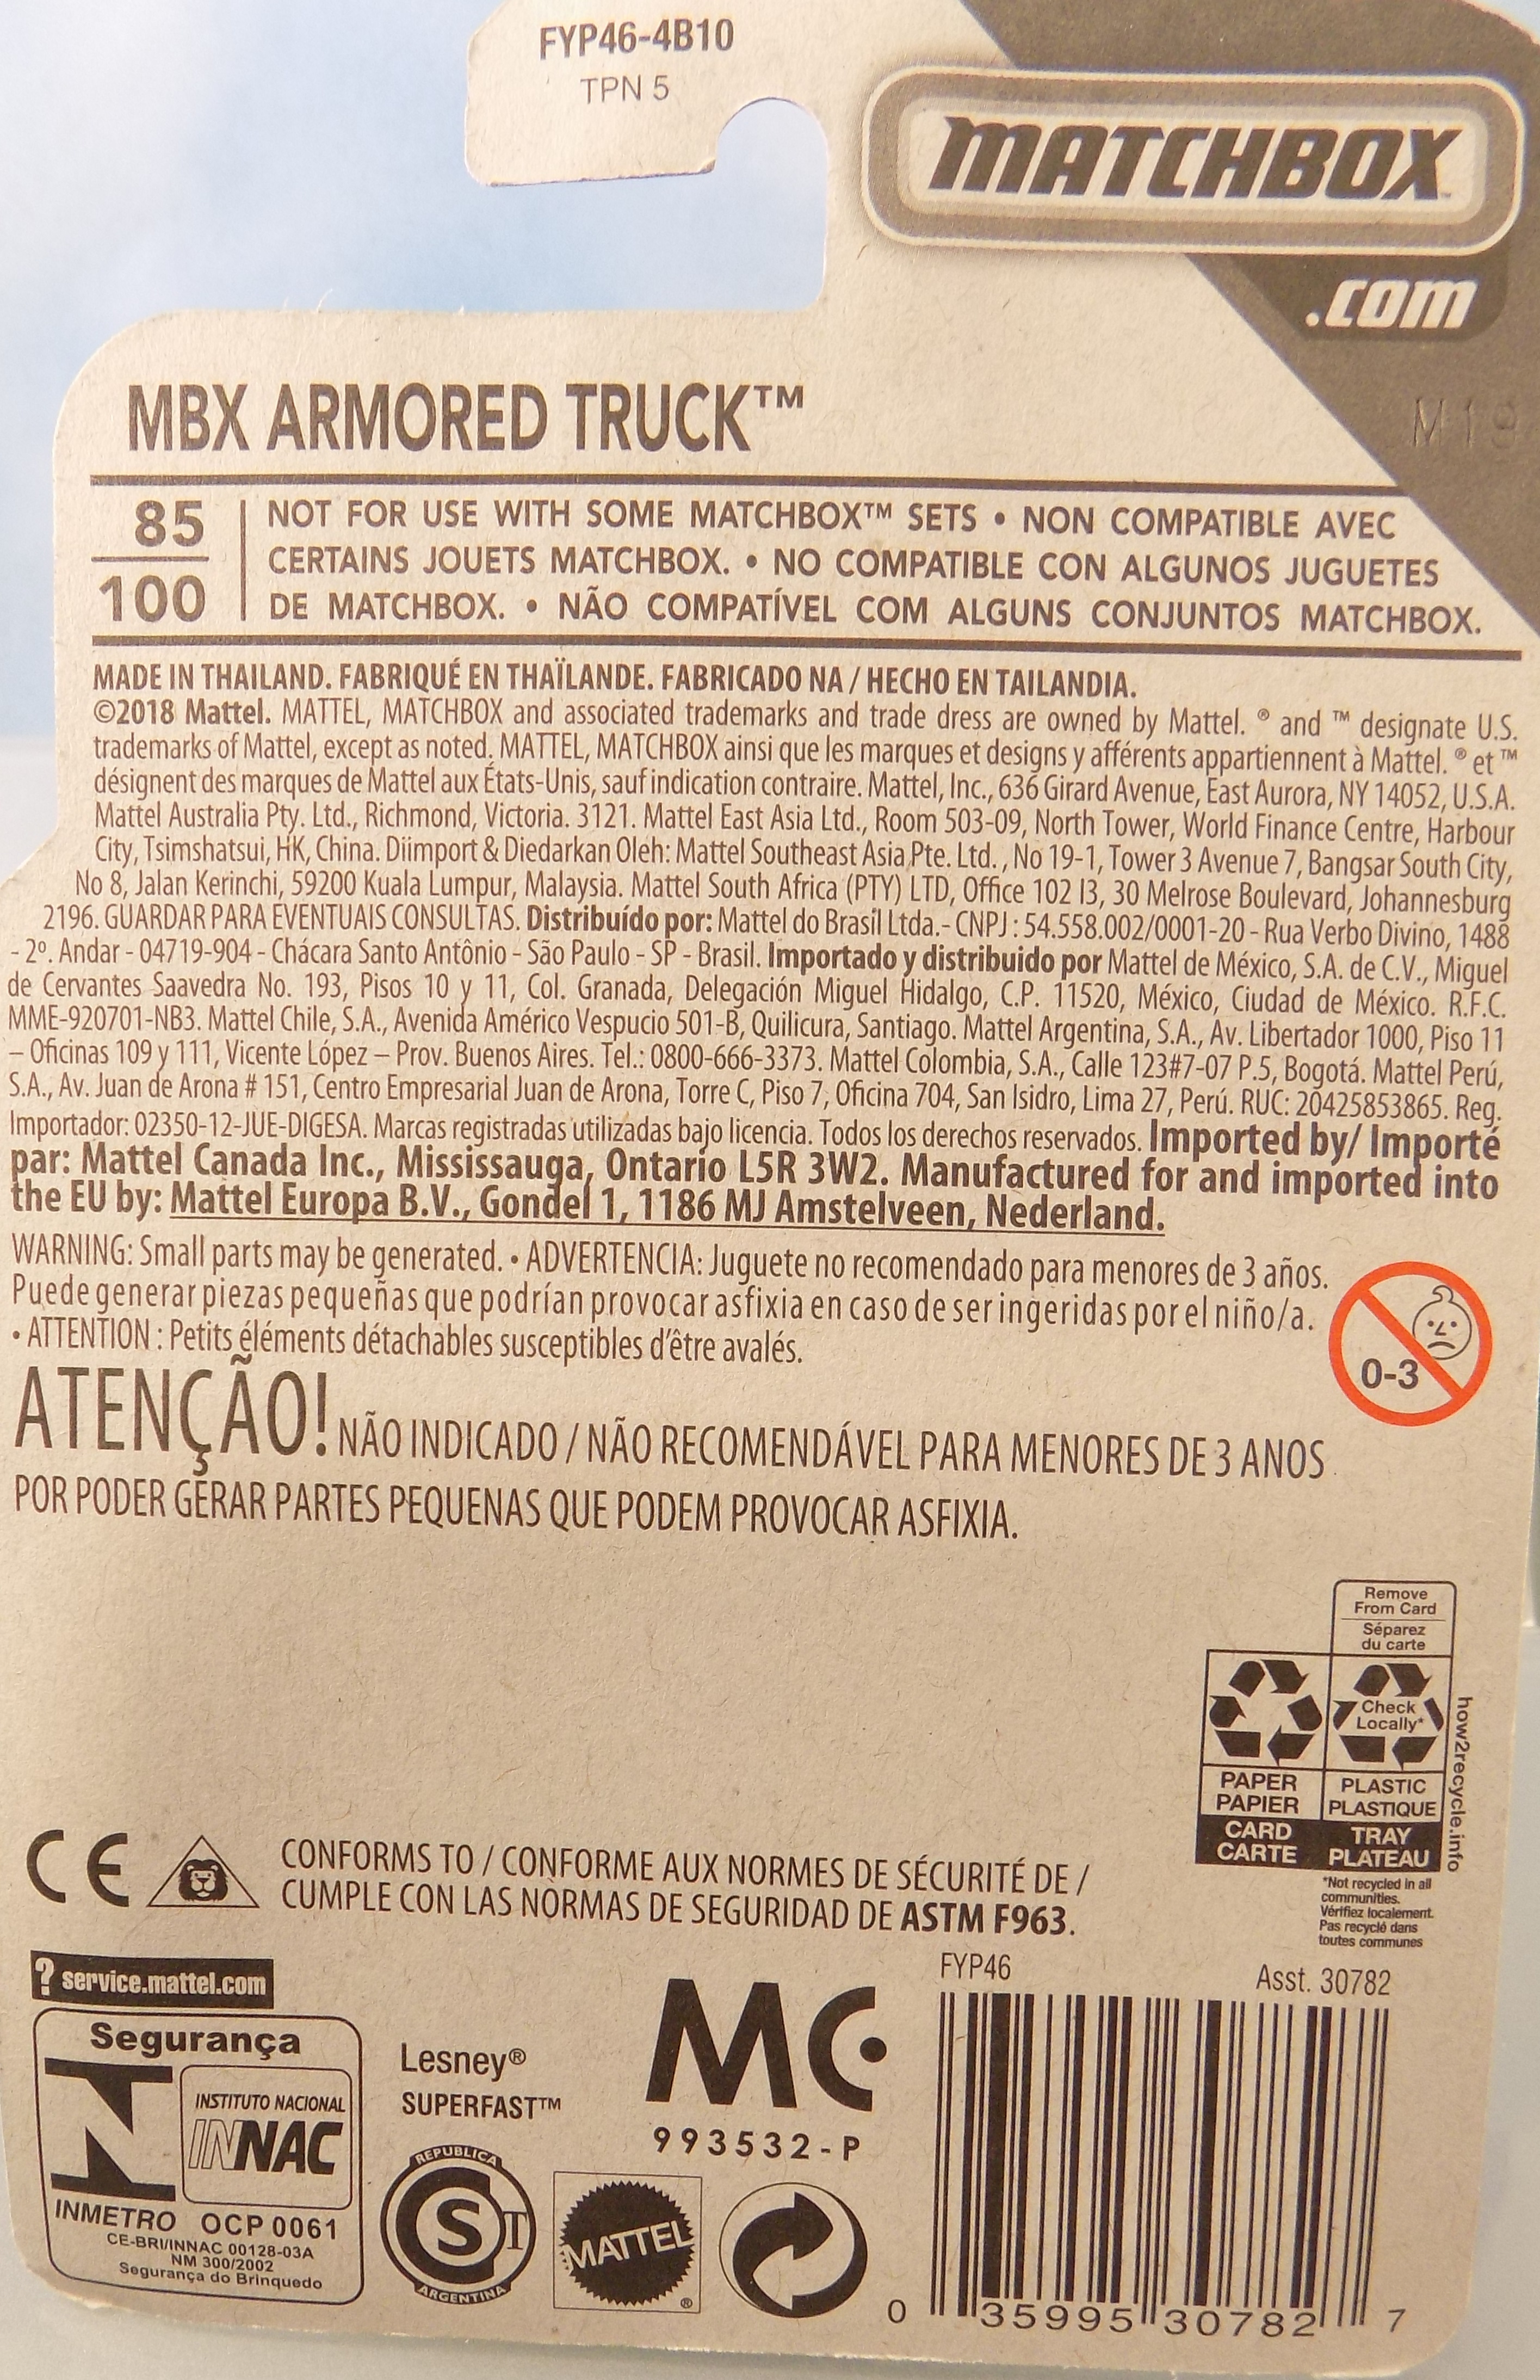 FYP46-4B10
TPN 5
MATCHBOX
.com
M19
MBX ARMORED TRUCK™
85
100
NOT FOR USE WITH SOME MATCHBOX™ SETS • NON COMPATIBLE AVEC
CERTAINS JOUETS MATCHBOX. • NO COMPATIBLE CON ALGUNOS JUGUETES
DE MATCHBOX. • NÃO COMPATÍVEL COM ALGUNS CONJUNTOS MATCHBOX.
MADE IN THAILAND. FABRIQUÉ EN THAÏLANDE. FABRICADO NA / HECHO EN TAILANDIA.
©2018 Mattel. MATTEL, MATCHBOX and associated trademarks and trade dress are owned by Mattel. ® and ™ designate U.S.
trademarks of Mattel, except as noted. MATTEL, MATCHBOX ainsi que les marques et designs y afférents appartiennent à Mattel. ® et ™
désignent des marques de Mattel aux États-Unis, sauf indication contraire. Mattel, Inc., 636 Girard Avenue, East Aurora, NY 14052, U.S.A.
Mattel Australia Pty. Ltd., Richmond, Victoria. 3121. Mattel East Asia Ltd., Room 503-09, North Tower, World Finance Centre, Harbour
City, Tsimshatsui, HK, China. Diimport & Diedarkan Oleh: Mattel Southeast Asia Pte. Ltd. , No 19-1, Tower 3 Avenue 7, Bangsar South City,
No 8, Jalan Kerinchi, 59200 Kuala Lumpur, Malaysia. Mattel South Africa (PTY) LTD, Office 102 I3, 30 Melrose Boulevard, Johannesburg
2196. GUARDAR PARA EVENTUAIS CONSULTAS. Distribuído por: Mattel do Brasil Ltda.- CNPJ : 54.558.002/0001-20 - Rua Verbo Divino, 1488
- 2º. Andar - 04719-904 - Chácara Santo Antônio - São Paulo - SP - Brasil. Importado y distribuido por Mattel de México, S.A. de C.V., Miguel
de Cervantes Saavedra No. 193, Pisos 10 y 11, Col. Granada, Delegación Miguel Hidalgo, C.P. 11520, México, Ciudad de México. R.F.C.
MME-920701-NB3. Mattel Chile, S.A., Avenida Américo Vespucio 501-B, Quilicura, Santiago. Mattel Argentina, S.A., Av. Libertador 1000, Piso 11
– Oficinas 109 y 111, Vicente López – Prov. Buenos Aires. Tel.: 0800-666-3373. Mattel Colombia, S.A., Calle 123#7-07 P.5, Bogotá. Mattel Perú,
S.A., Av. Juan de Arona # 151, Centro Empresarial Juan de Arona, Torre C, Piso 7, Oficina 704, San Isidro, Lima 27, Perú. RUC: 20425853865. Reg.
Importador: 02350-12-JUE-DIGESA. Marcas registradas utilizadas bajo licencia. Todos los derechos reservados. Imported by/ Importé
par: Mattel Canada Inc., Mississauga, Ontario L5R 3W2. Manufactured for and imported into
the EU by: Mattel Europa B.V., Gondel 1, 1186 MJ Amstelveen, Nederland.
WARNING: Small parts may be generated. • ADVERTENCIA: Juguete no recomendado para menores de 3 años.
Puede generar piezas pequeñas que podrían provocar asfixia en caso de ser ingeridas por el niño/a.
• ATTENTION : Petits éléments détachables susceptibles d'être avalés.
0-3
ATENÇÃO! NÃO INDICADO / NÃO RECOMENDÁVEL PARA MENORES DE 3 ANOS
POR PODER GERAR PARTES PEQUENAS QUE PODEM PROVOCAR ASFIXIA.
Remove
From Card
Séparez
du carte
Check
Locally*
PAPER
PAPIER
CARD
CARTE
PLASTIC
PLASTIQUE
TRAY
PLATEAU
how2recycle.info
*Not recycled in all
communities.
Vérifiez localement.
Pas recyclé dans
toutes communes
CE
CONFORMS TO / CONFORME AUX NORMES DE SÉCURITÉ DE /
CUMPLE CON LAS NORMAS DE SEGURIDAD DE ASTM F963.
? service.mattel.com
Segurança
INSTITUTO NACIONAL
INNAC
INMETRO OCP 0061
CE-BRI/INNAC 00128-03A
NM 300/2002
Segurança do Brinquedo
Lesney®
SUPERFAST™
REPUBLICA
S T
ARGENTINA
MC
993532-P
MATTEL
®
FYP46
Asst. 30782
0 35995 30782 7